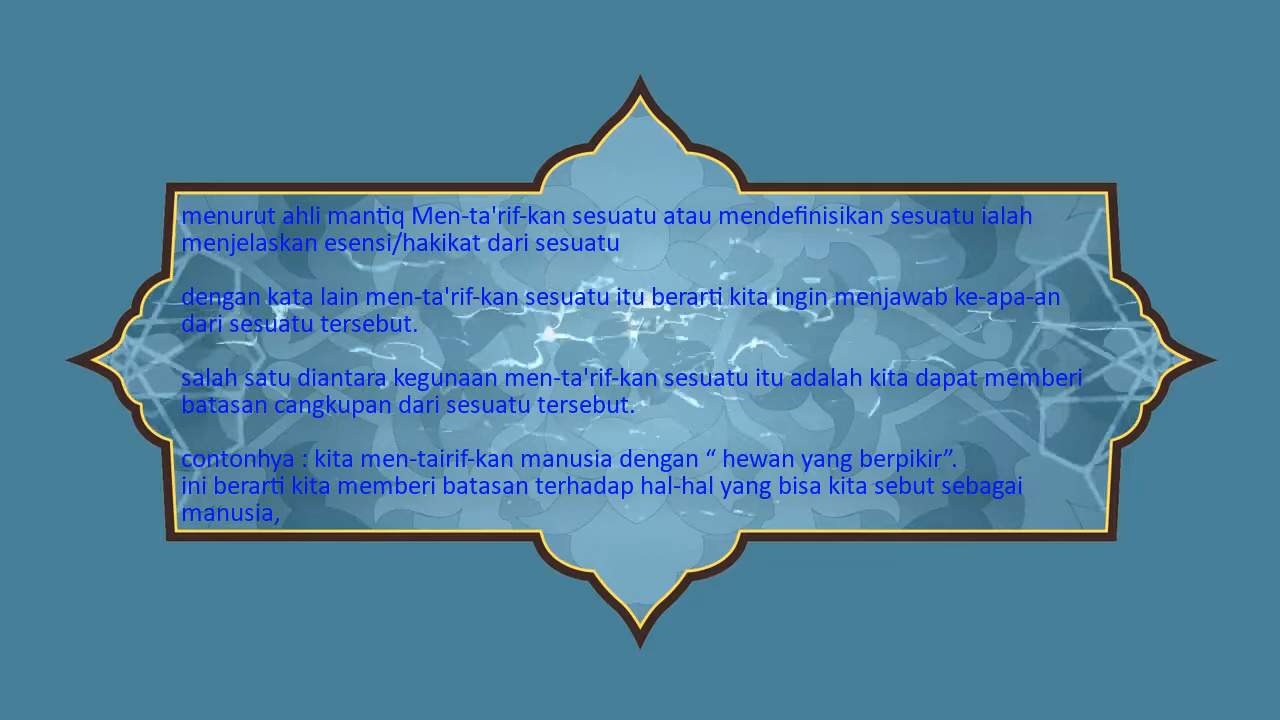 menurut ahli mantiq Men-ta'rif-kan sesuatu atau mendefinisikan sesuatu ialah
menjelaskan esensi/hakikat dari sesuatu
dengan kata lain men-ta'rif-kan sesuatu itu berarti kita ingin menjawab ke-apa-an
dari sesuatu tersebut.
salah satu diantara kegunaan men-ta'rif-kan sesuatu itu adalah kita dapat memberi
batasan cangkupan dari sesuatu tersebut.
contonhya : kita men-tairif-kan manusia dengan “ hewan yang berpikir”.
ini berarti kita memberi batasan terhadap hal-hal yang bisa kita sebut sebagai
manusia,